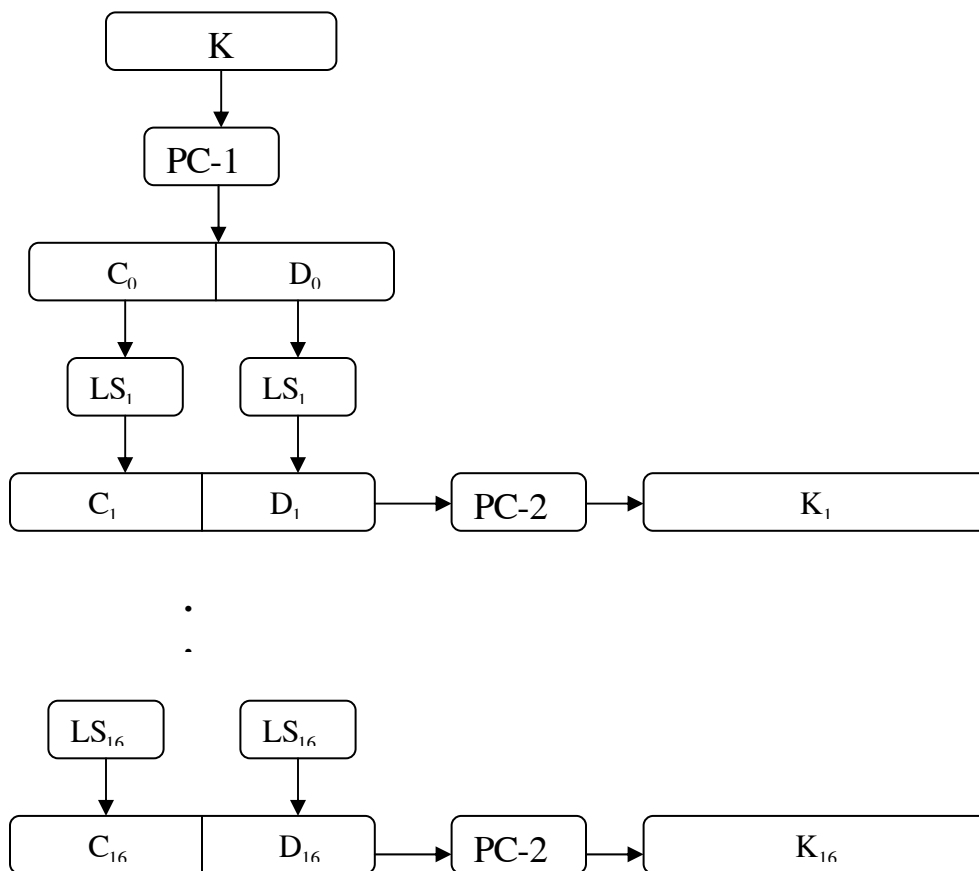 K
PC-1
C₀ D₀
LS₁ LS₁
C₁ D₁ PC-2 K₁
.
.
LS₁₆ LS₁₆
C₁₆ D₁₆ PC-2 K₁₆